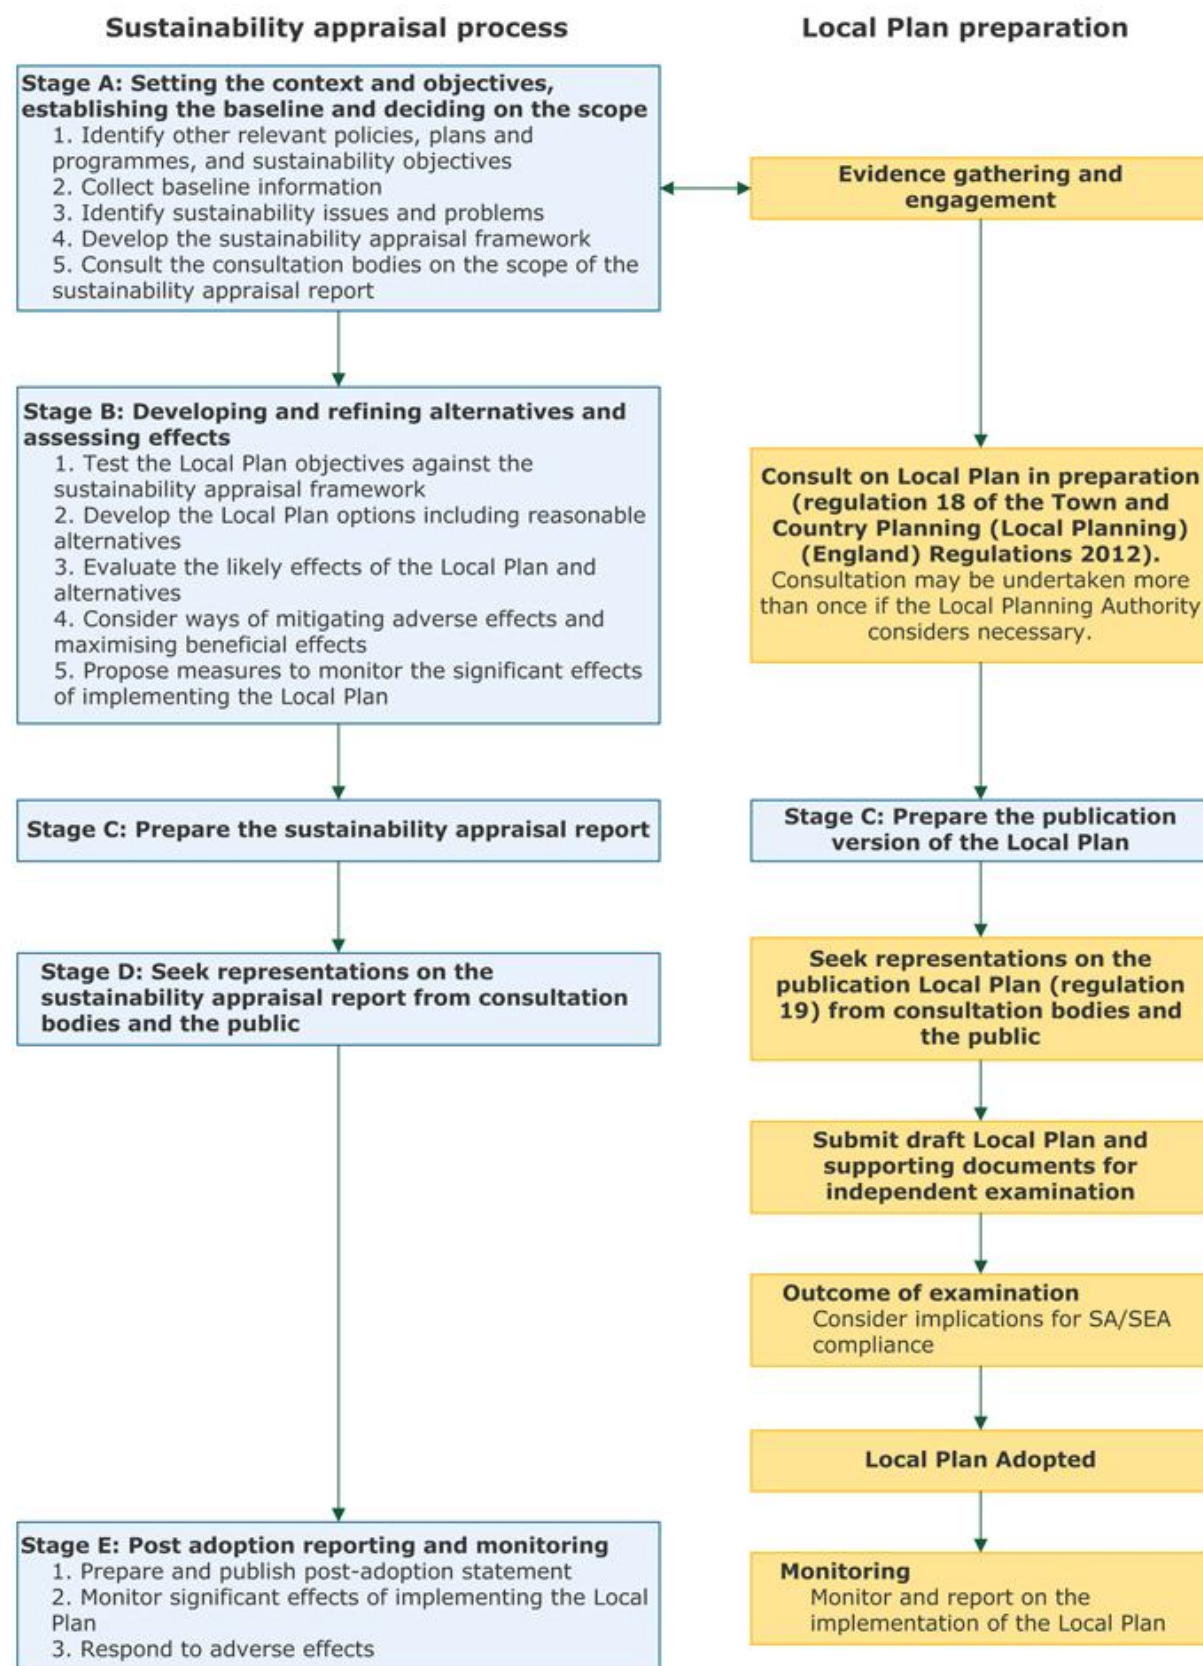 Sustainability appraisal process
Local Plan preparation
Stage A: Setting the context and objectives,
establishing the baseline and deciding on the scope
1. Identify other relevant policies, plans and
programmes, and sustainability objectives
2. Collect baseline information
3. Identify sustainability issues and problems
4. Develop the sustainability appraisal framework
5. Consult the consultation bodies on the scope of the
sustainability appraisal report
Evidence gathering and
engagement
Stage B: Developing and refining alternatives and
assessing effects
1. Test the Local Plan objectives against the
sustainability appraisal framework
2. Develop the Local Plan options including reasonable
alternatives
3. Evaluate the likely effects of the Local Plan and
alternatives
4. Consider ways of mitigating adverse effects and
maximising beneficial effects
5. Propose measures to monitor the significant effects
of implementing the Local Plan
Consult on Local Plan in preparation
(regulation 18 of the Town and
Country Planning (Local Planning)
(England) Regulations 2012).
Consultation may be undertaken more
than once if the Local Planning Authority
considers necessary.
Stage C: Prepare the sustainability appraisal report
Stage C: Prepare the publication
version of the Local Plan
Stage D: Seek representations on the
sustainability appraisal report from consultation
bodies and the public
Seek representations on the
publication Local Plan (regulation
19) from consultation bodies and
the public
Submit draft Local Plan and
supporting documents for
independent examination
Outcome of examination
Consider implications for SA/SEA
compliance
Local Plan Adopted
Stage E: Post adoption reporting and monitoring
1. Prepare and publish post-adoption statement
2. Monitor significant effects of implementing the Local
Plan
3. Respond to adverse effects
Monitoring
Monitor and report on the
implementation of the Local Plan